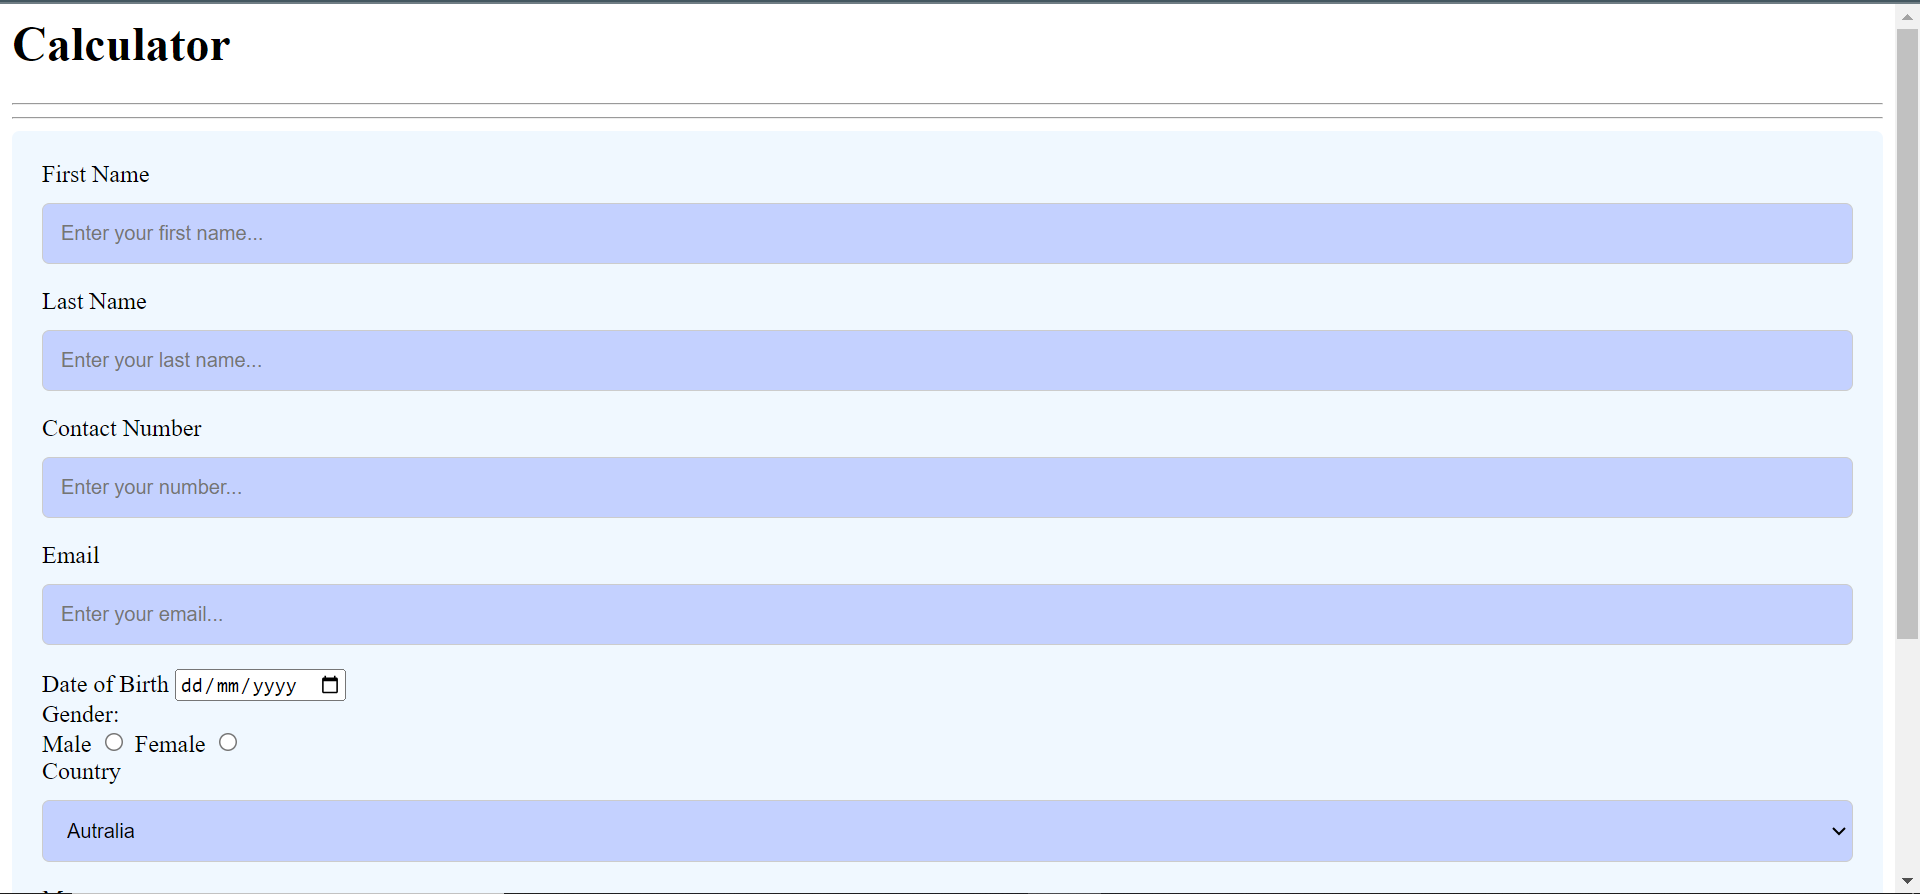 Calculator
First Name
Enter your first name...
Last Name
Enter your last name...
Contact Number
Enter your number...
Email
Enter your email...
Date of Birth dd/mm/yyyy
Gender:
Male Female
Country
Autralia